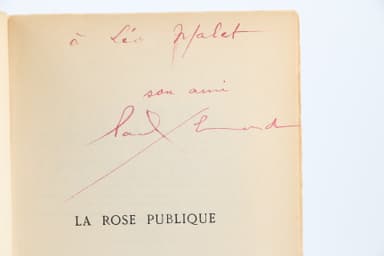 à Léo Malet
son ami
Paul Eluard
LA ROSE PUBLIQUE